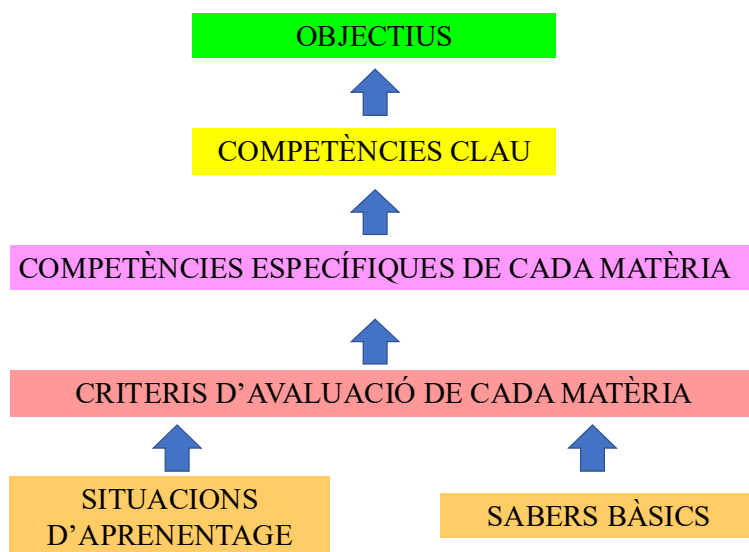 OBJECTIUS
COMPETÈNCIES CLAU
COMPETÈNCIES ESPECÍFIQUES DE CADA MATÈRIA
CRITERIS D’AVALUACIÓ DE CADA MATÈRIA
SITUACIONS
D’APRENENTAGE
SABERS BÀSICS